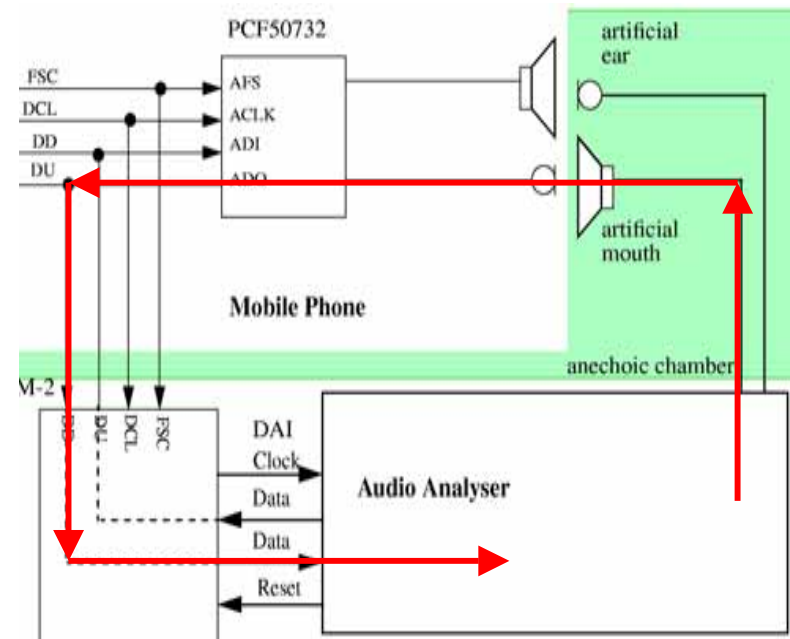 PCF50732
artificial
ear
FSC
AFS
DCL
ACLK
DD
ADI
DU
ADO
artificial
mouth
Mobile Phone
anechoic chamber
M-2
DD
DU
DCL
FSC
DAI
Clock
Audio Analyser
Data
Data
Reset